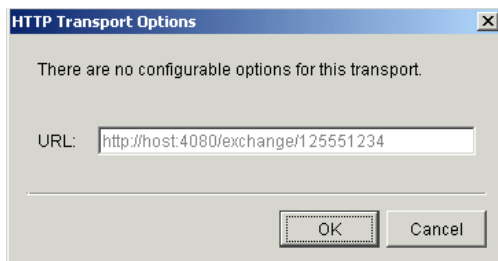 HTTP Transport Options
There are no configurable options for this transport.
URL: http://host:4080/exchange/125551234
OK Cancel